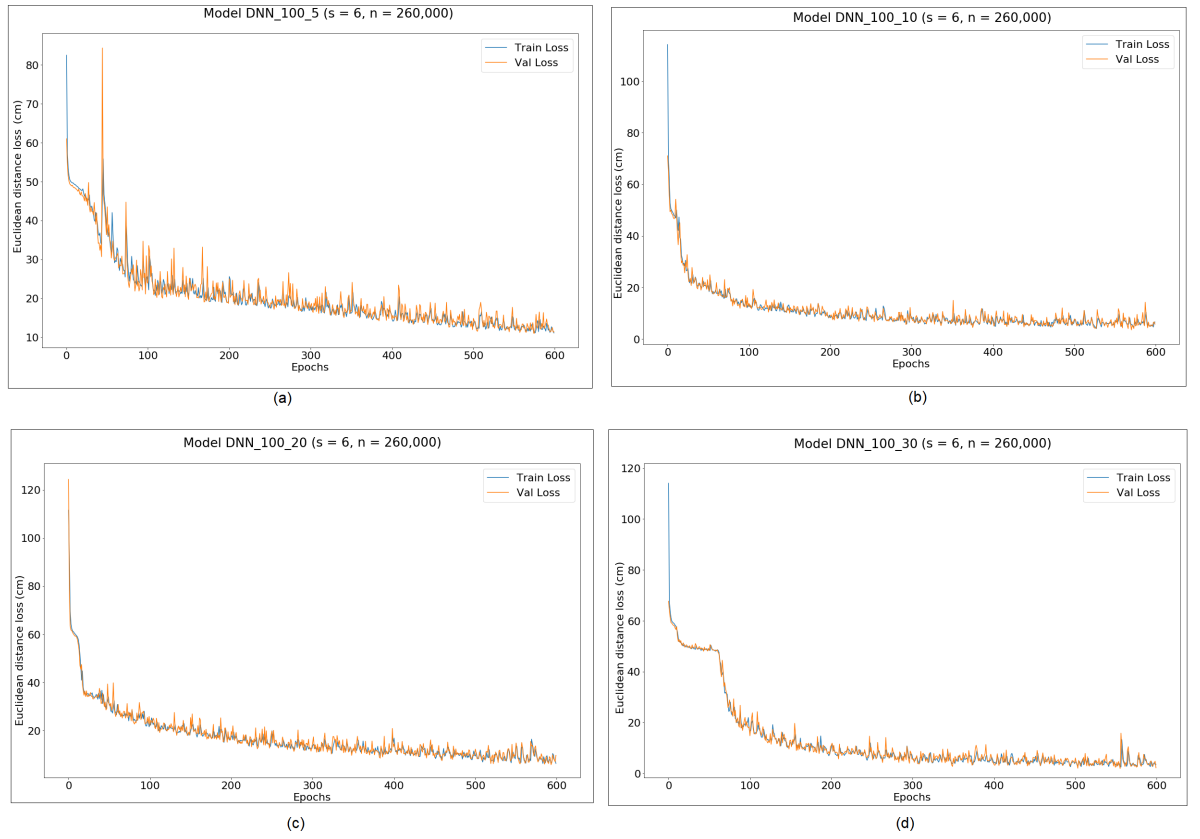 Model DNN_100_5 (s = 6, n = 260,000)
Train Loss
Val Loss
Euclidean distance loss (cm)
80
70
60
50
40
30
20
10
0 100 200 300 400 500 600
Epochs
(a)
Model DNN_100_10 (s = 6, n = 260,000)
Train Loss
Val Loss
Euclidean distance loss (cm)
100
80
60
40
20
0
0 100 200 300 400 500 600
Epochs
(b)
Model DNN_100_20 (s = 6, n = 260,000)
Train Loss
Val Loss
Euclidean distance loss (cm)
120
100
80
60
40
20
0 100 200 300 400 500 600
Epochs
(c)
Model DNN_100_30 (s = 6, n = 260,000)
Train Loss
Val Loss
Euclidean distance loss (cm)
120
100
80
60
40
20
0
0 100 200 300 400 500 600
Epochs
(d)